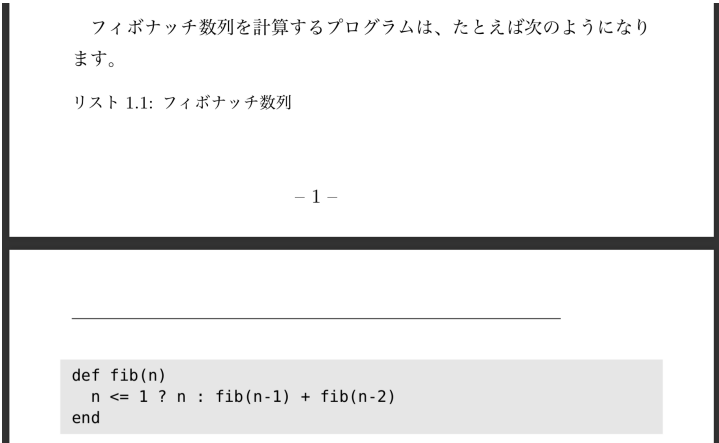 フィボナッチ数列を計算するプログラムは、たとえば次のようになり
ます。
リスト 1.1: フィボナッチ数列
– 1 –
def fib(n)
  n <= 1 ? n : fib(n-1) + fib(n-2)
end